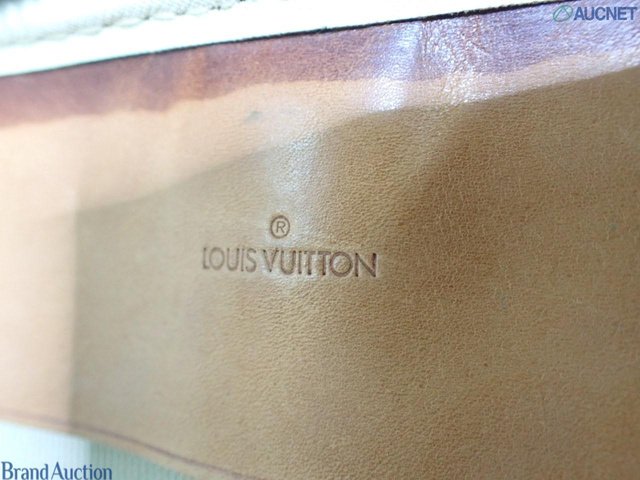 AUCNET
®
LOUIS VUITTON
Brand Auction